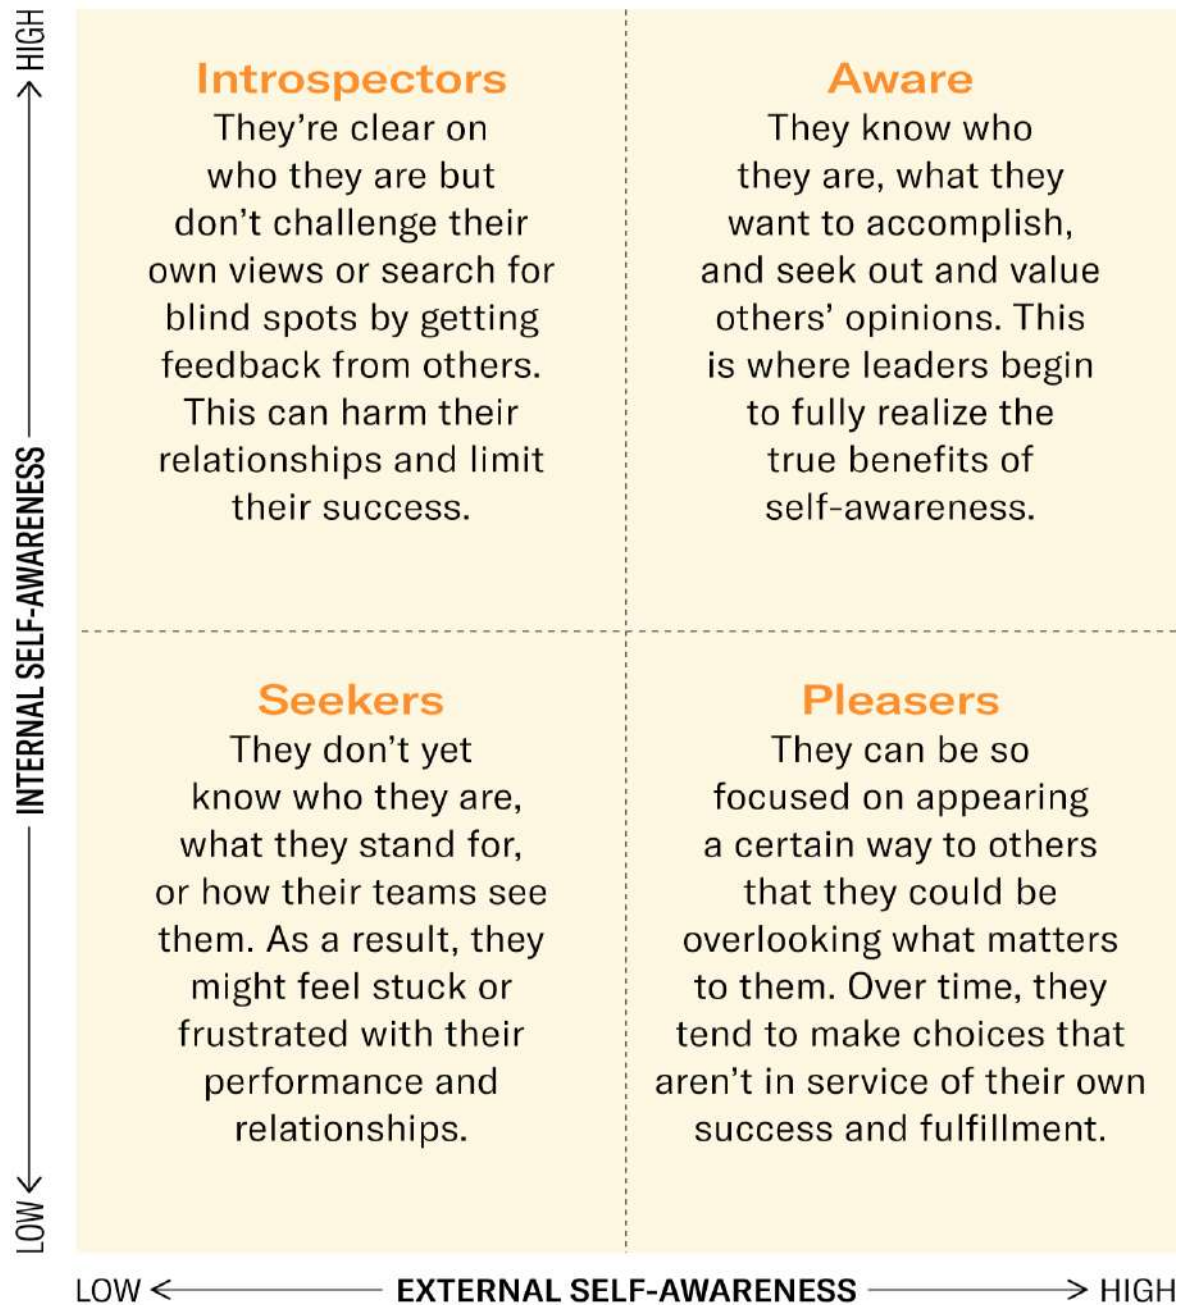 HIGH
INTERNAL SELF-AWARENESS
LOW
Introspectors
They're clear on
who they are but
don't challenge their
own views or search for
blind spots by getting
feedback from others.
This can harm their
relationships and limit
their success.
Aware
They know who
they are, what they
want to accomplish,
and seek out and value
others' opinions. This
is where leaders begin
to fully realize the
true benefits of
self-awareness.
Seekers
They don't yet
know who they are,
what they stand for,
or how their teams see
them. As a result, they
might feel stuck or
frustrated with their
performance and
relationships.
Pleasers
They can be so
focused on appearing
a certain way to others
that they could be
overlooking what matters
to them. Over time, they
tend to make choices that
aren't in service of their own
success and fulfillment.
LOW EXTERNAL SELF-AWARENESS HIGH